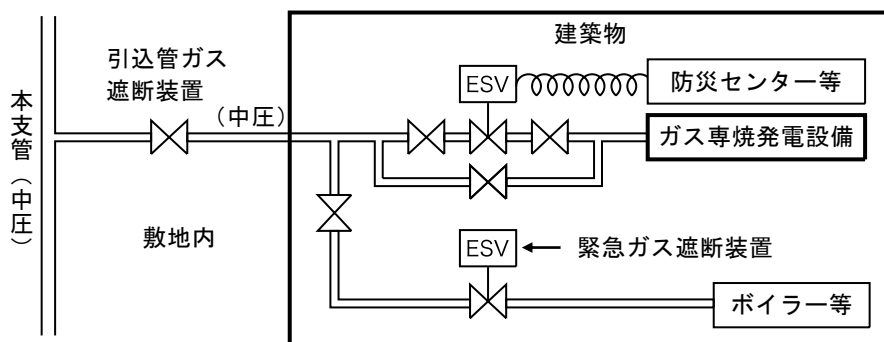 建築物
引込管ガス
遮断装置
ESV
防災センター等
本支管（中圧）
（中圧）
ガス専焼発電設備
敷地内
ESV
緊急ガス遮断装置
ボイラー等